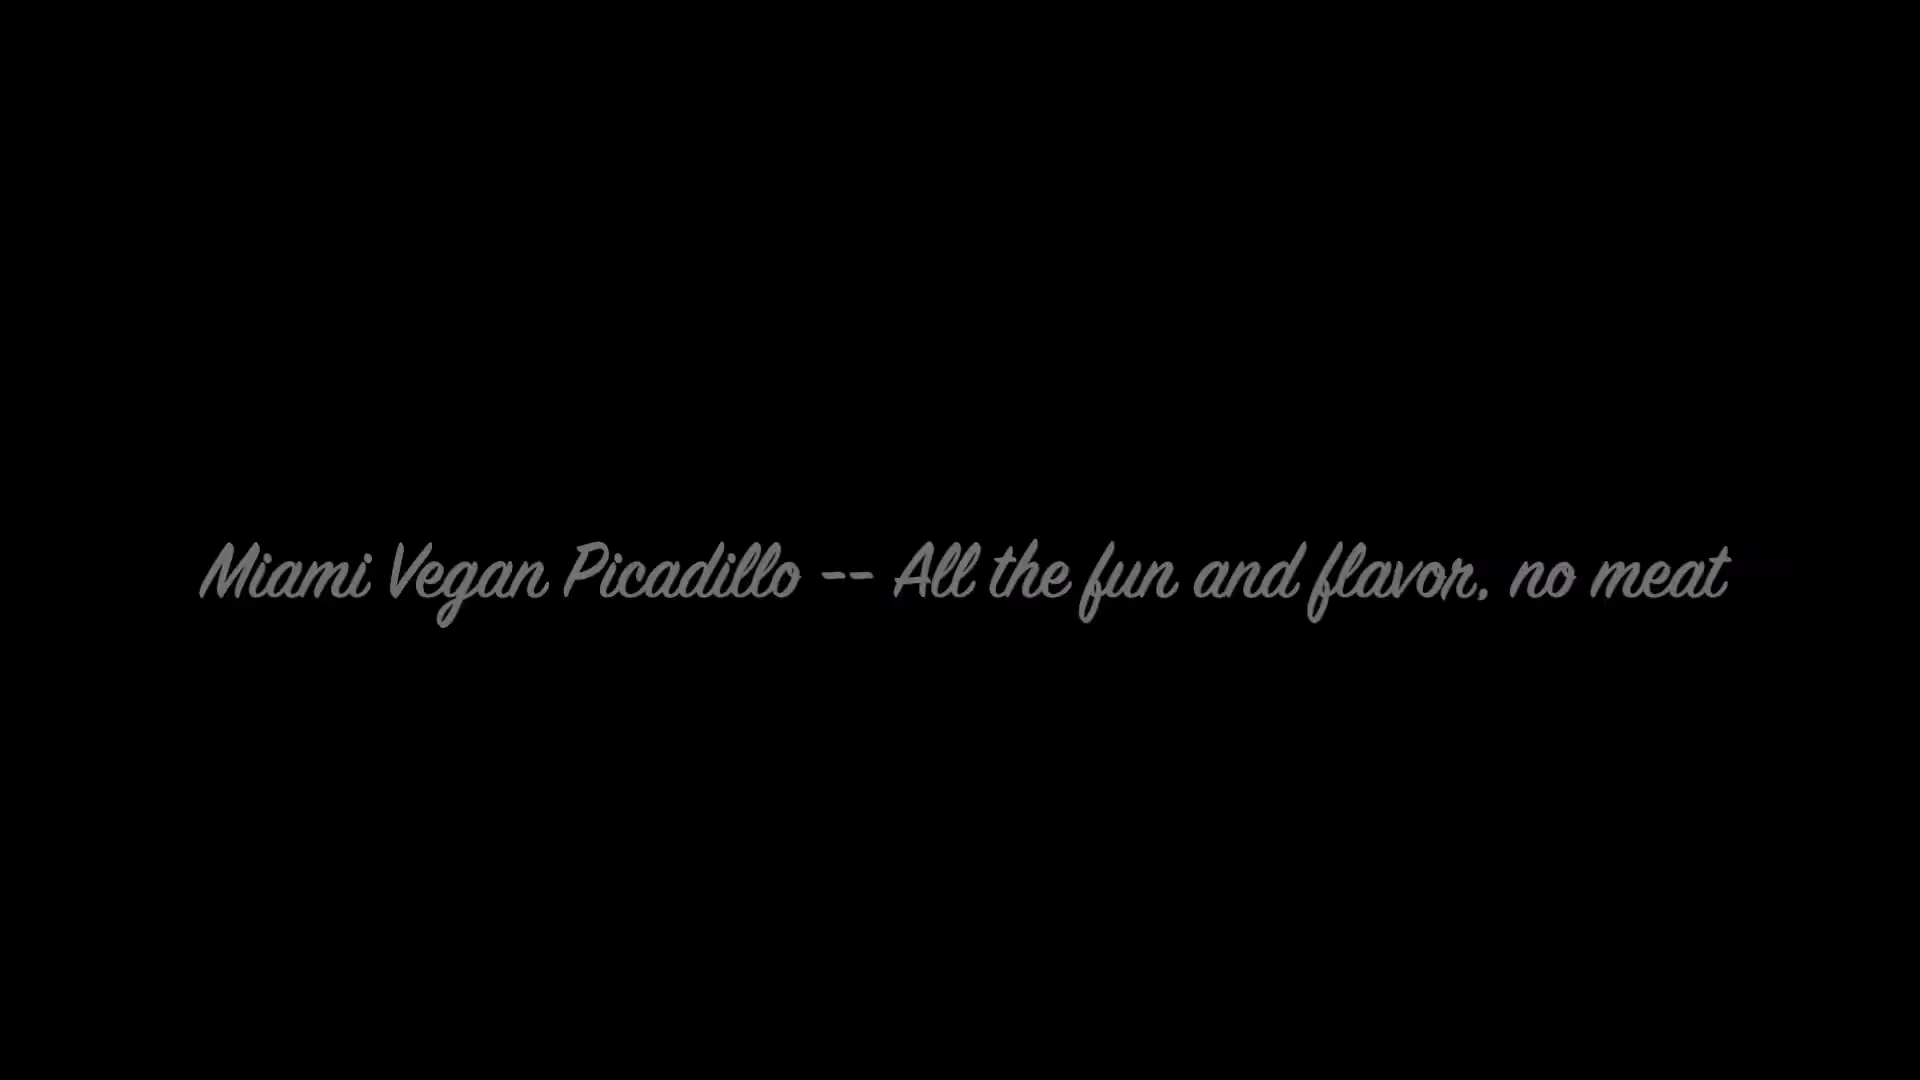 Miami Vegan Picadillo -- All the fun and flavor, no meat